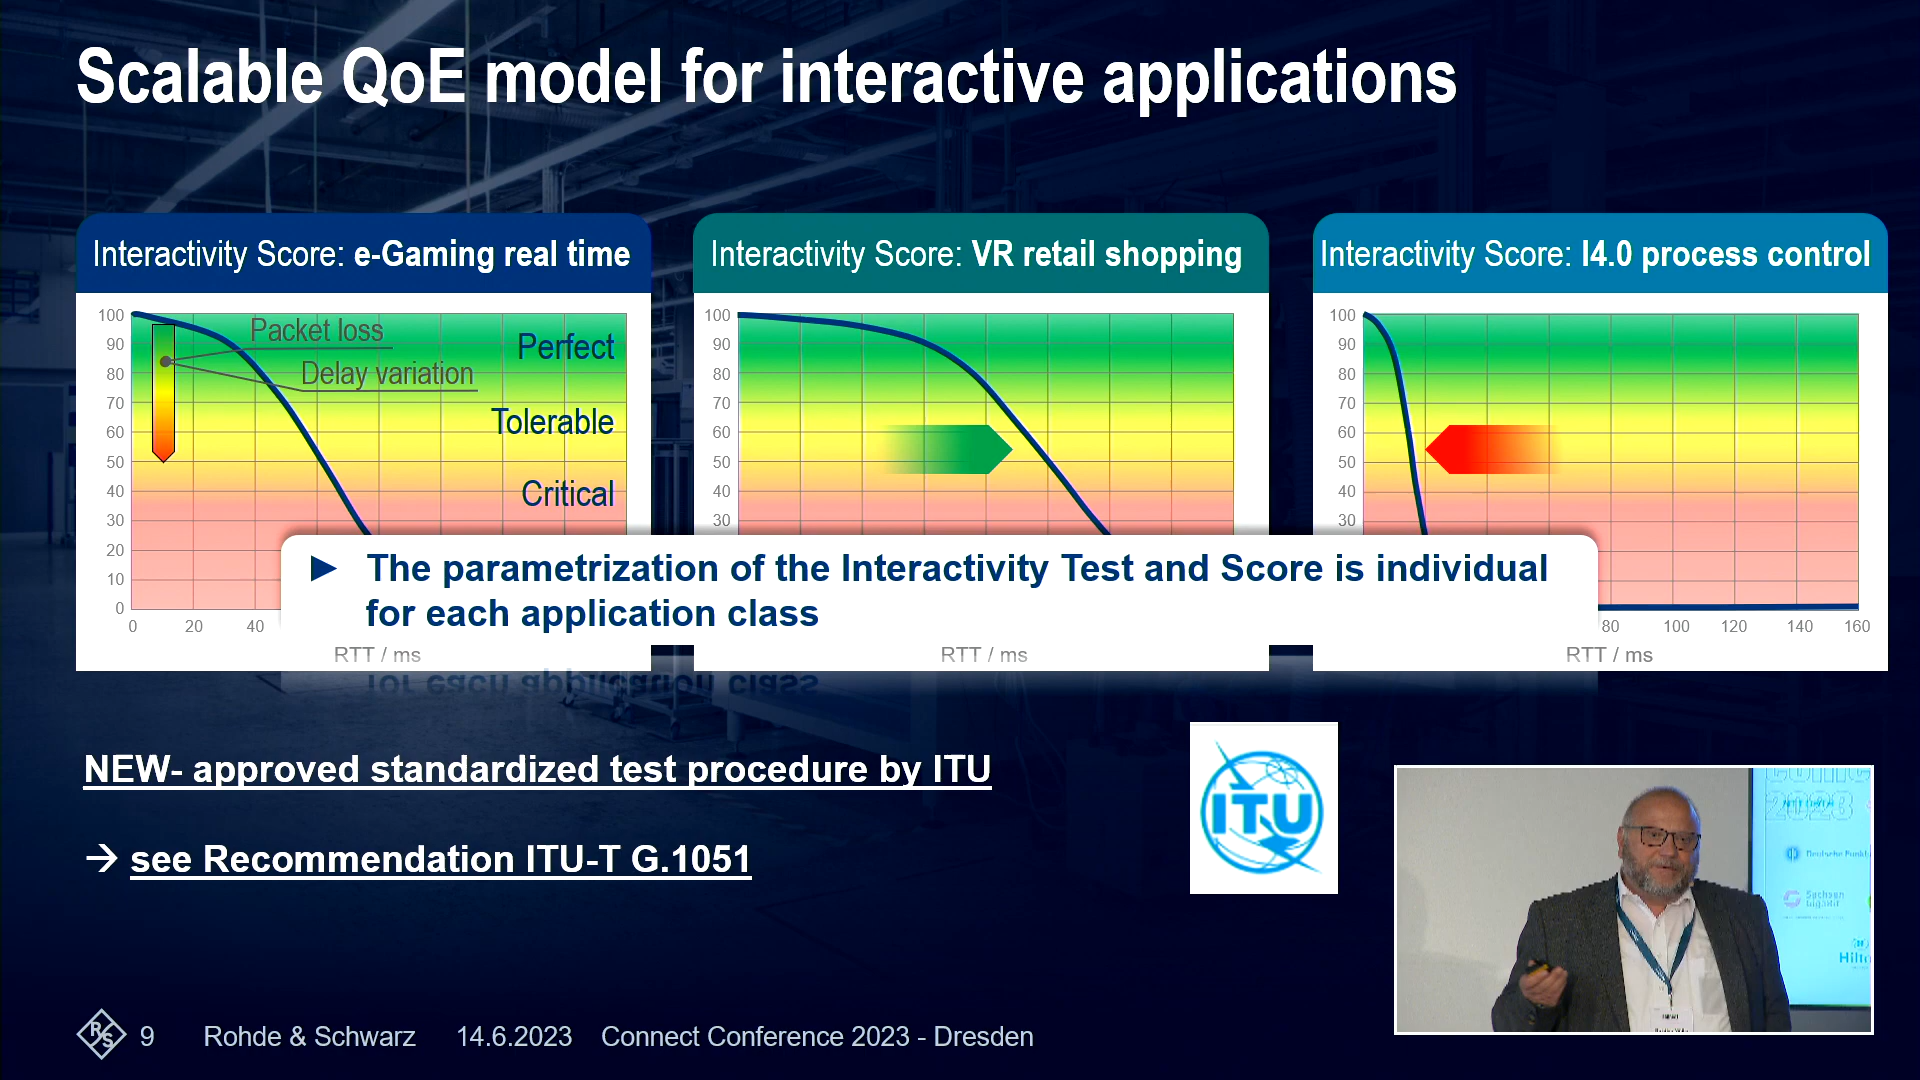 Scalable QoE model for interactive applications
Interactivity Score: e-Gaming real time
100
90
80
70
60
50
40
30
20
10
0
0 20 40
RTT / ms
Packet loss
Delay variation
Perfect
Tolerable
Critical
Interactivity Score: VR retail shopping
100
90
80
70
60
50
40
30
RTT / ms
Interactivity Score: I4.0 process control
100
90
80
70
60
50
40
30
80 100 120 140 160
RTT / ms
► The parametrization of the Interactivity Test and Score is individual
for each application class
NEW- approved standardized test procedure by ITU
→ see Recommendation ITU-T G.1051
ITU
2023
Deutsche
Sachsen
Gigabit
R S 9 Rohde & Schwarz 14.6.2023 Connect Conference 2023 - Dresden